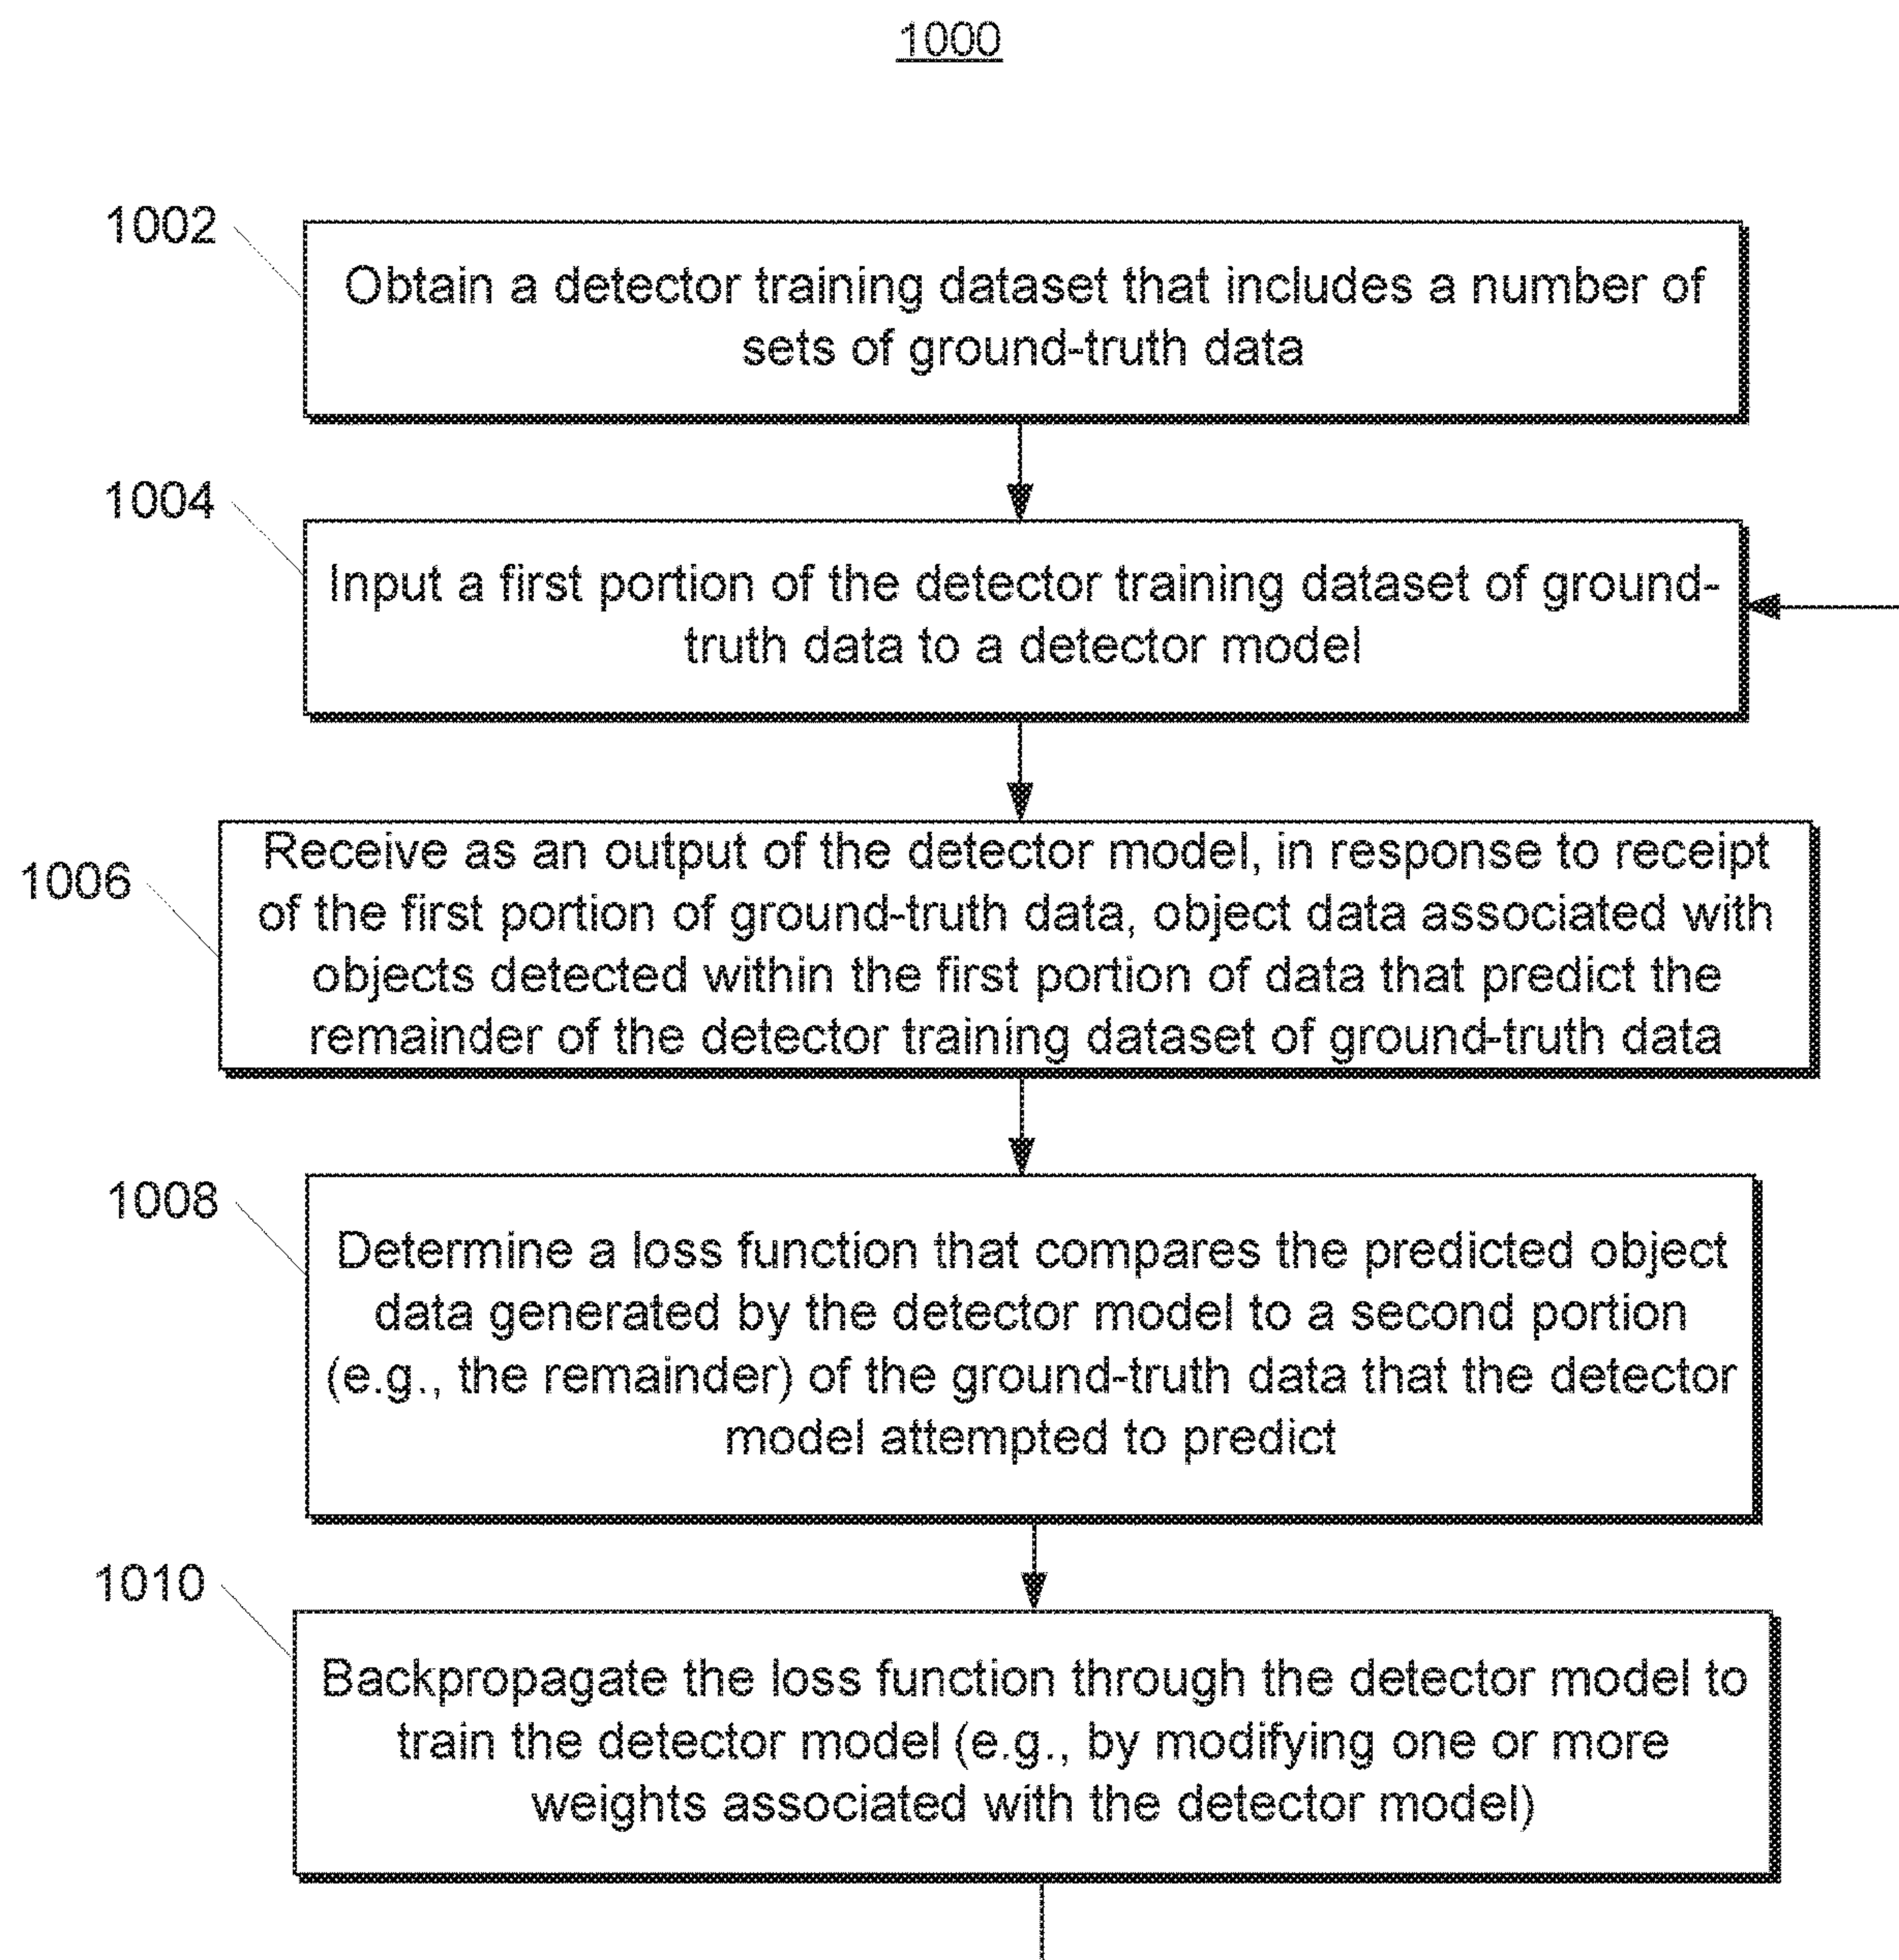 1000
1002
Obtain a detector training dataset that includes a number of
sets of ground-truth data
1004
Input a first portion of the detector training dataset of ground-
truth data to a detector model
1006
Receive as an output of the detector model, in response to receipt
of the first portion of ground-truth data, object data associated with
objects detected within the first portion of data that predict the
remainder of the detector training dataset of ground-truth data
1008
Determine a loss function that compares the predicted object
data generated by the detector model to a second portion
(e.g., the remainder) of the ground-truth data that the detector
model attempted to predict
1010
Backpropagate the loss function through the detector model to
train the detector model (e.g., by modifying one or more
weights associated with the detector model)